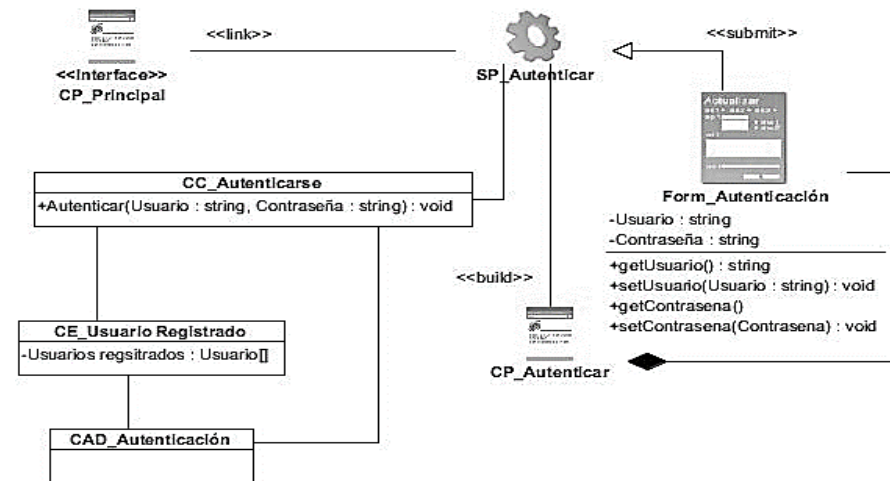 <<link>>
<<submit>>
<<interface>>
CP_Principal
SP_Autenticar
Actualizar
CC_Autenticarse
+Autenticar(Usuario : string, Contraseña : string) : void
Form_Autenticación
-Usuario : string
-Contraseña : string
+getUsuario() : string
+setUsuario(Usuario : string) : void
+getContrasena()
+setContrasena(Contrasena) : void
<<build>>
CE_Usuario Registrado
-Usuarios regsitrados : Usuario[]
CP_Autenticar
CAD_Autenticación